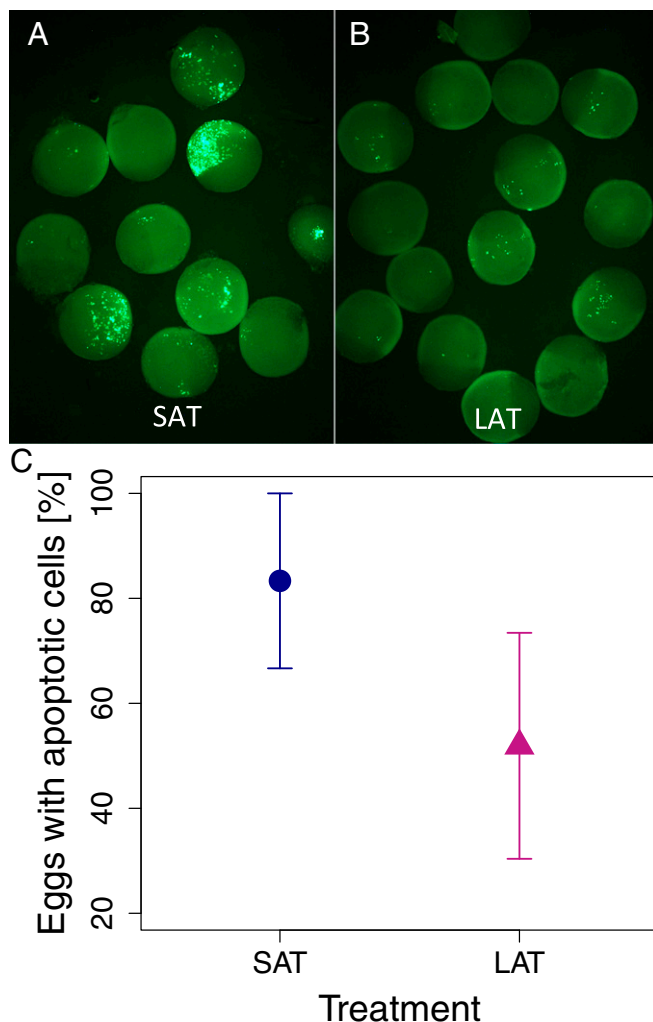 A
B
SAT
LAT
C
Eggs with apoptotic cells [%]
100
80
60
40
20
SAT
LAT
Treatment